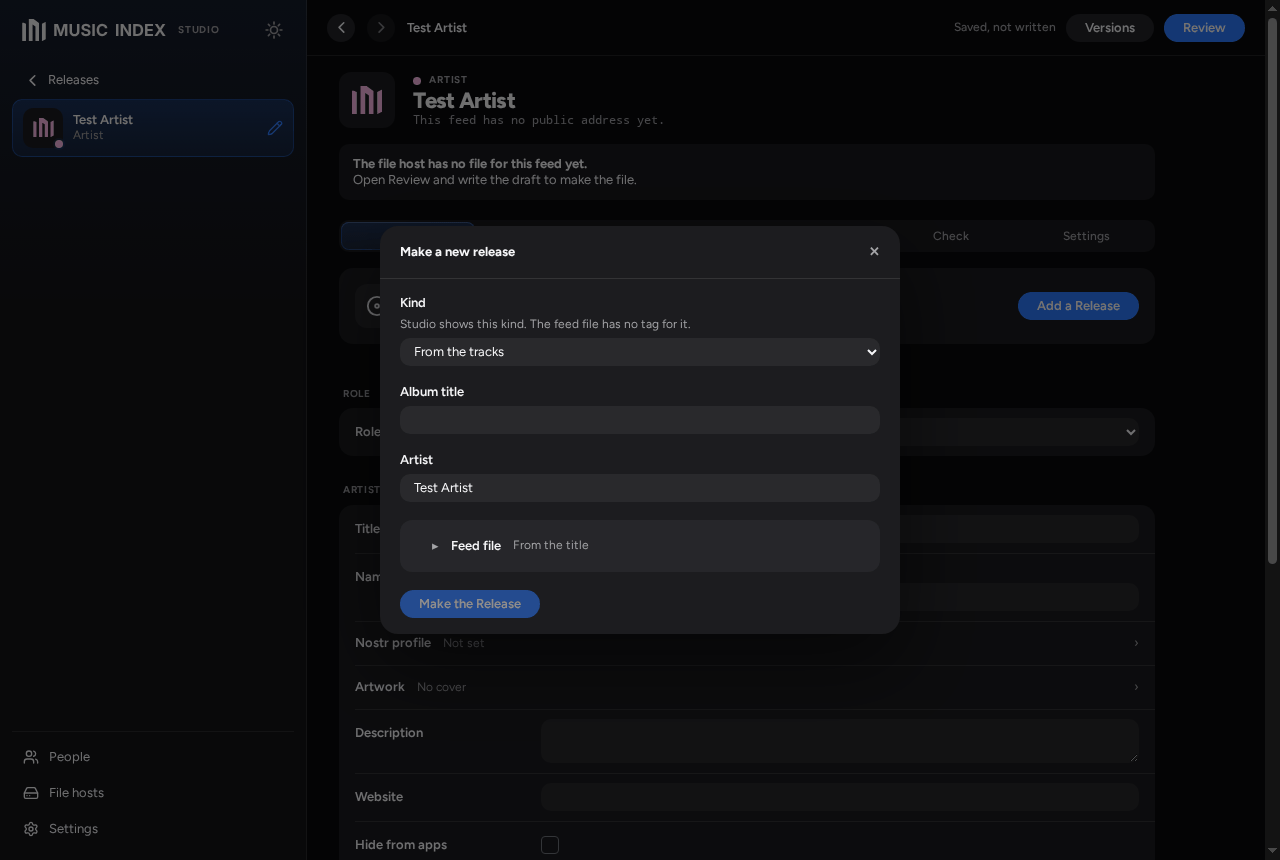 MUSIC INDEX STUDIO
Releases
Test Artist
Artist
People
File hosts
Settings
Test Artist
Saved, not written
Versions
Review
ARTIST
Test Artist
This feed has no public address yet.
The file host has no file for this feed yet.
Open Review and write the draft to make the file.
Check
Settings
Add a Release
ROLE
Role
ARTIST
Title
Nam
Nostr profile Not set
Artwork No cover
Description
Website
Hide from apps
Make a new release
×
Kind
Studio shows this kind. The feed file has no tag for it.
From the tracks
Album title
Artist
Test Artist
Feed file From the title
Make the Release